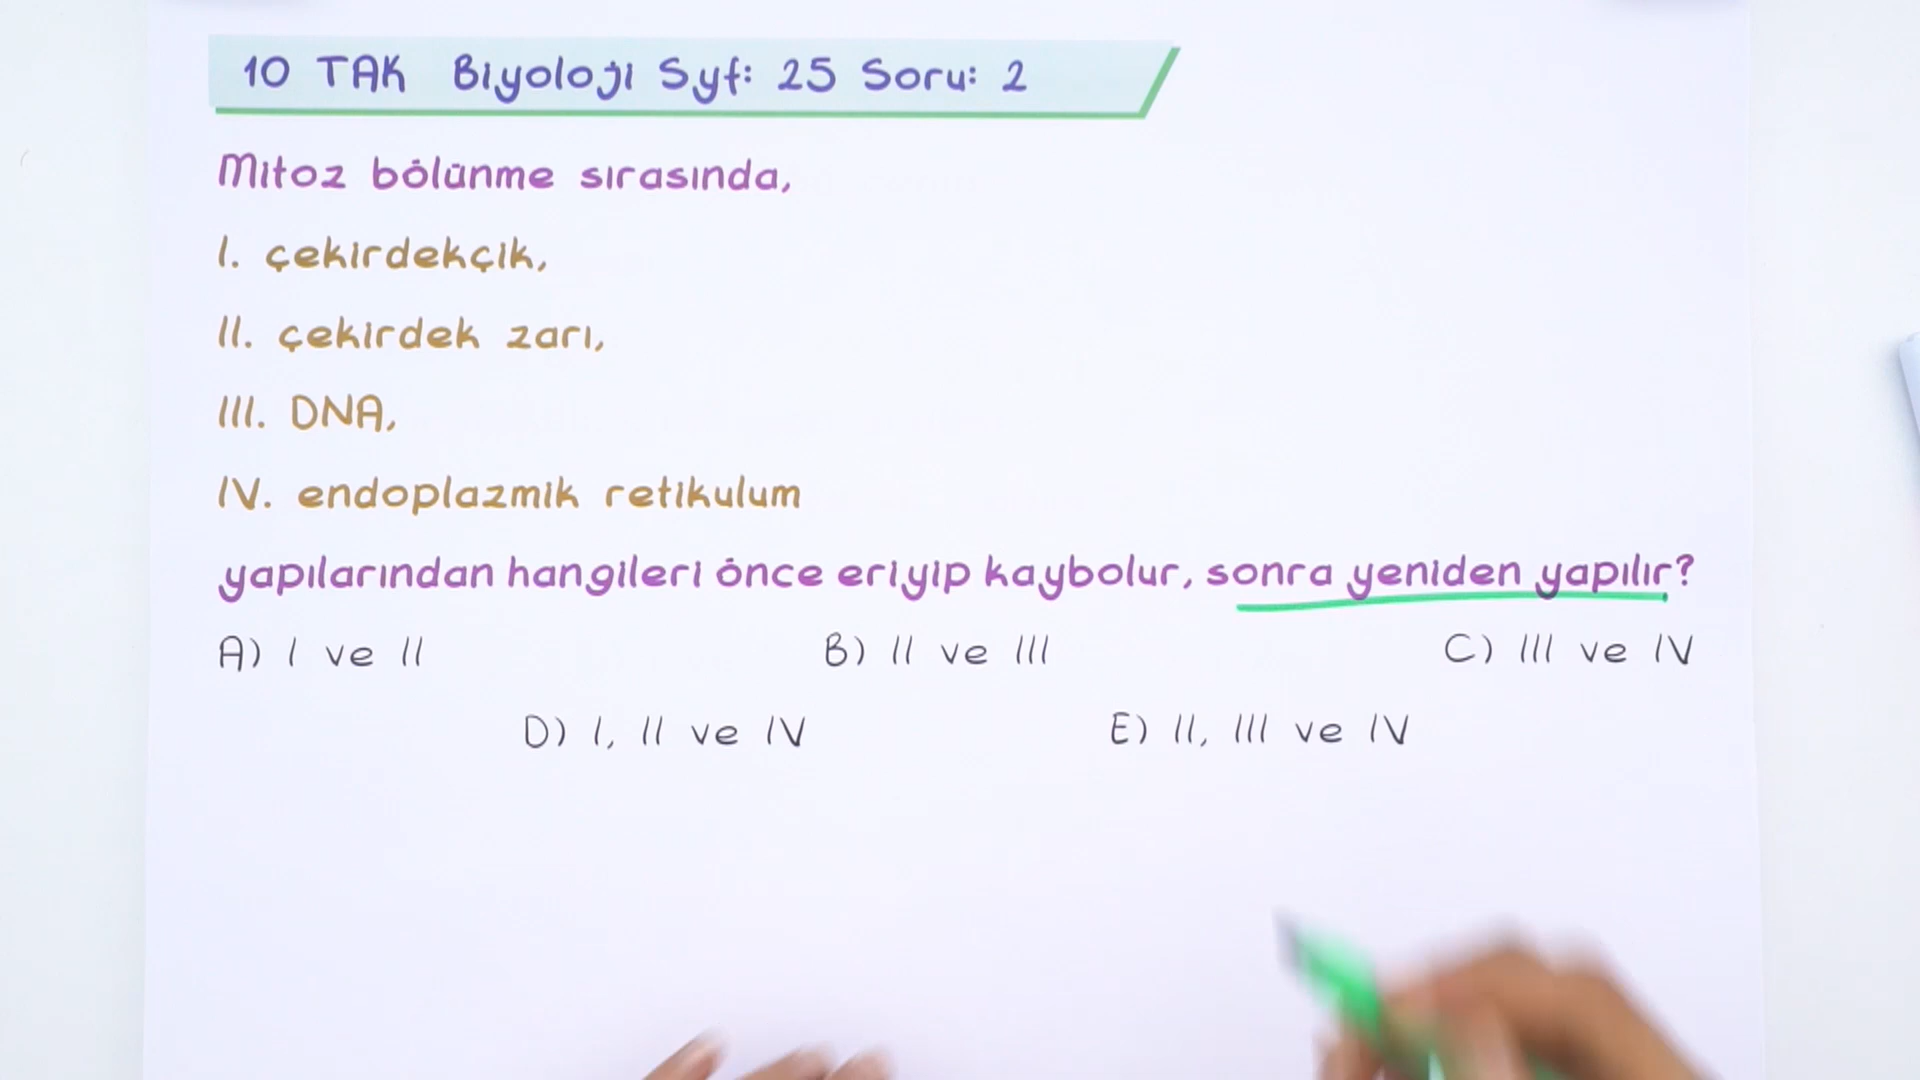 10 TAK Biyoloji Syf: 25 Soru: 2
Mitoz bölünme sırasında,
I. çekirdekçik,
II. çekirdek zarı,
III. DNA,
IV. endoplazmik retikulum
yapılarından hangileri önce eriyip kaybolur, sonra yeniden yapılır?
A) I ve II B) II ve III C) III ve IV
D) I, II ve IV E) II, III ve IV